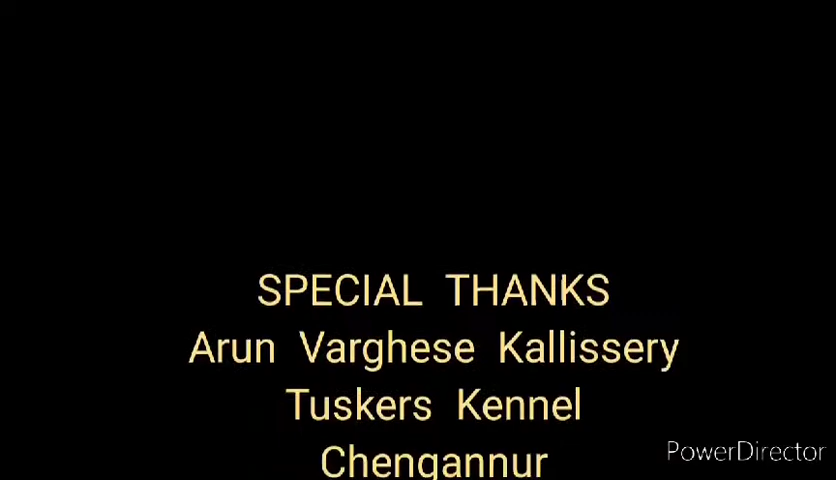 SPECIAL THANKS
Arun Varghese Kallissery
Tuskers Kennel
Chengannur
PowerDirector